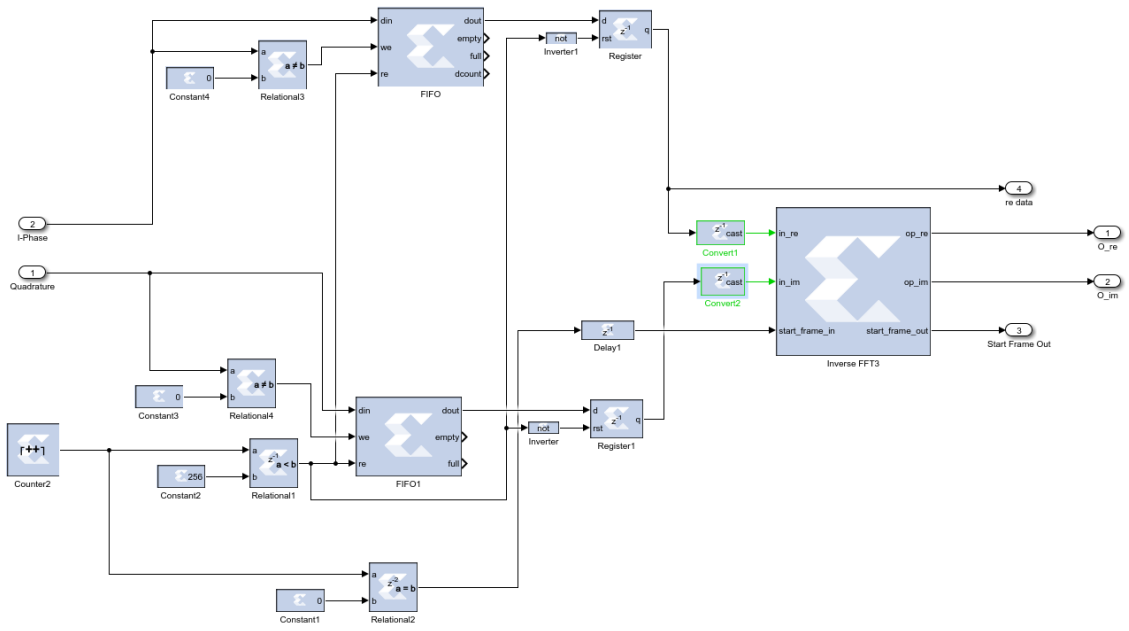 din
we
re
dout
empty
full
dcount
FIFO
a
b
a ≠ b
Relational3
0
Constant4
not
Inverter1
d
rst
z⁻¹
q
Register
2
I-Phase
4
re data
z⁻¹
cast
Convert1
in_re
op_re
1
O_re
1
Quadrature
z⁻¹
cast
Convert2
in_im
op_im
2
O_im
z⁻¹
Delay1
start_frame_in
start_frame_out
Inverse FFT3
3
Start Frame Out
a
b
a ≠ b
Relational4
0
Constant3
din
we
re
dout
empty
full
FIFO1
not
Inverter
d
rst
z⁻¹
q
Register1
++
Counter2
a
b
z⁻¹
a < b
Relational1
256
Constant2
a
b
z⁻²
a = b
Relational2
0
Constant1